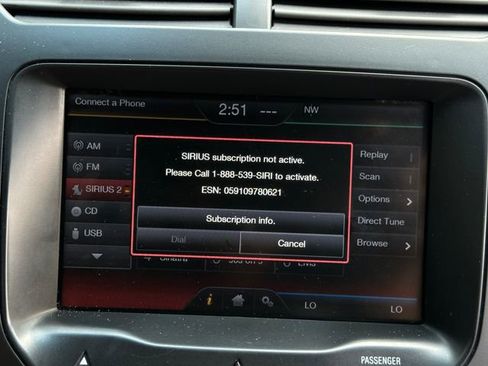 Connect a Phone
2:51 ---
NW
AM
FM
SIRIUS 2
CD
USB
SIRIUS subscription not active.
Please Call 1-888-539-SIRI to activate.
ESN: 059109780621
Subscription info.
Dial
Cancel
Replay
Scan
Options
Direct Tune
Browse
Sinatra
LO
LO
PASSENGER